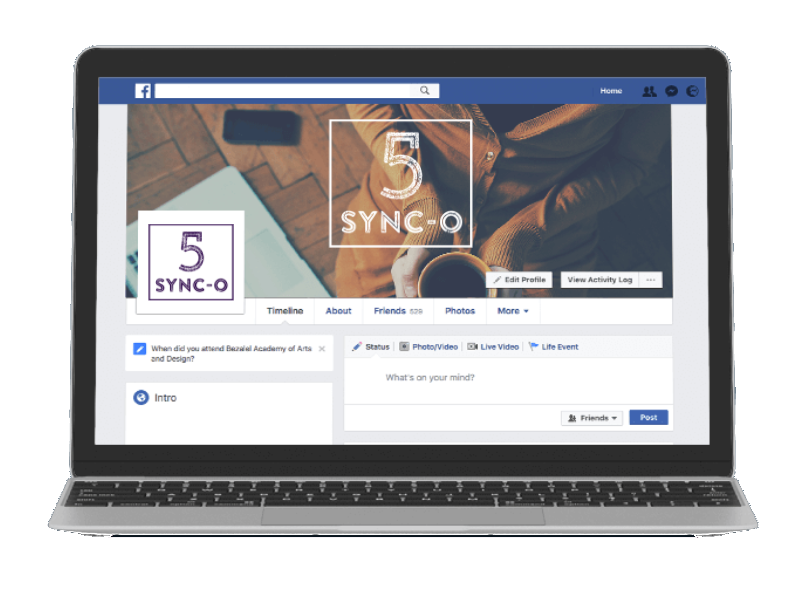 f
Home
5
SYNC-O
5
SYNC-O
Edit Profile
View Activity Log
Timeline
About
Friends 529
Photos
More
When did you attend Bezalel Academy of Arts
and Design?
Status
Photo/Video
Live Video
Life Event
What's on your mind?
Intro
Friends
Post